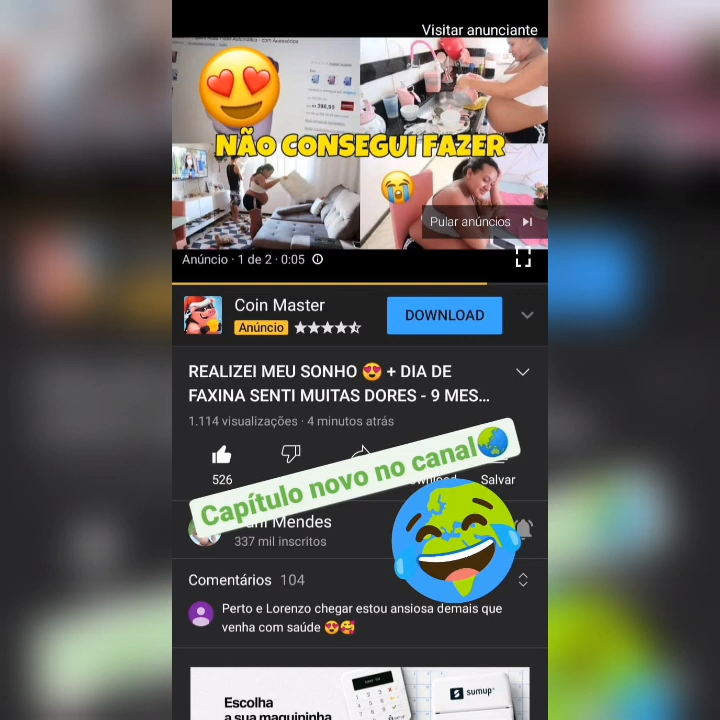 Visitar anunciante
NÃO CONSEGUI FAZER
Pular anúncios
Anúncio · 1 de 2 · 0:05
Coin Master
Anúncio
DOWNLOAD
REALIZEI MEU SONHO 😍 + DIA DE
FAXINA SENTI MUITAS DORES - 9 MES...
1.114 visualizações · 4 minutos atrás
Capítulo novo no canal🌏
526
Salvar
Mendes
337 mil inscritos
Comentários 104
Perto e Lorenzo chegar estou ansiosa demais que
venha com saúde 😍🥰
Escolha
a sua maquininha
sumup